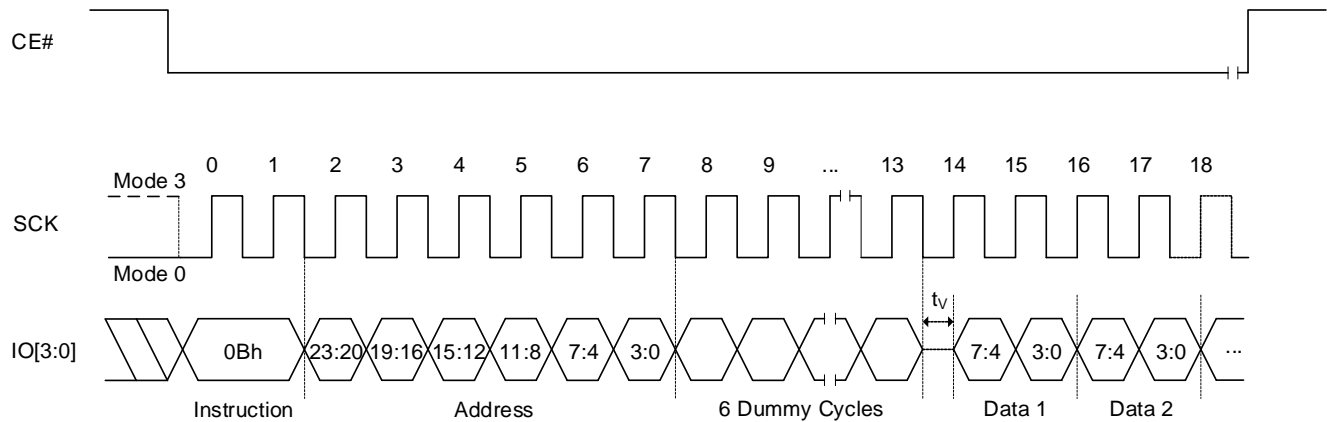 CE#
0 1 2 3 4 5 6 7 8 9 ... 13 14 15 16 17 18
Mode 3
SCK
Mode 0
tV
IO[3:0] 0Bh 23:20 19:16 15:12 11:8 7:4 3:0 7:4 3:0 7:4 3:0 ...
Instruction Address 6 Dummy Cycles Data 1 Data 2